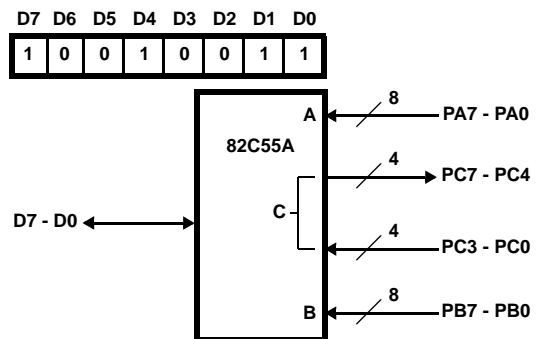 D7 D6 D5 D4 D3 D2 D1 D0
1 0 0 1 0 0 1 1
8
A PA7 - PA0
82C55A
4
PC7 - PC4
C
D7 - D0
4
PC3 - PC0
8
B PB7 - PB0